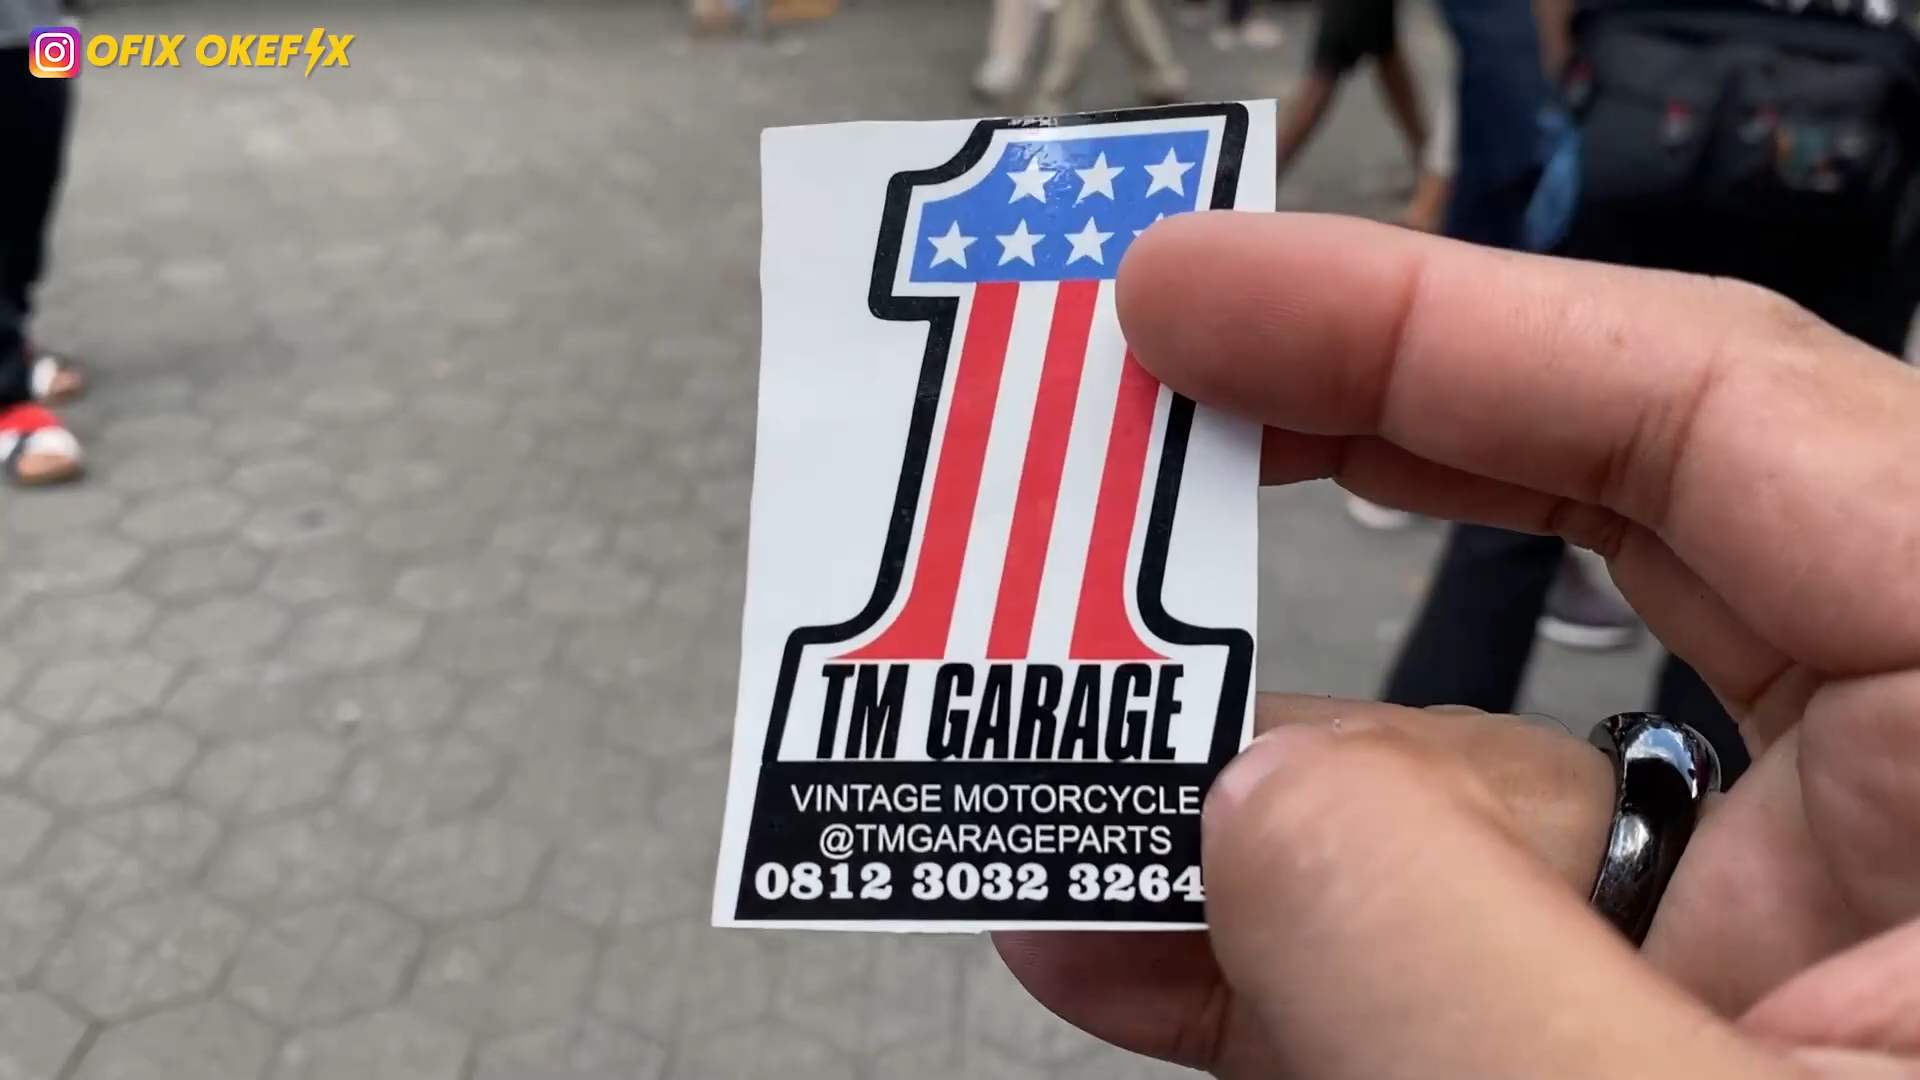 OFIX OKEFIX
TM GARAGE
VINTAGE MOTORCYCLE
@TMGARAGEPARTS
0812 3032 3264